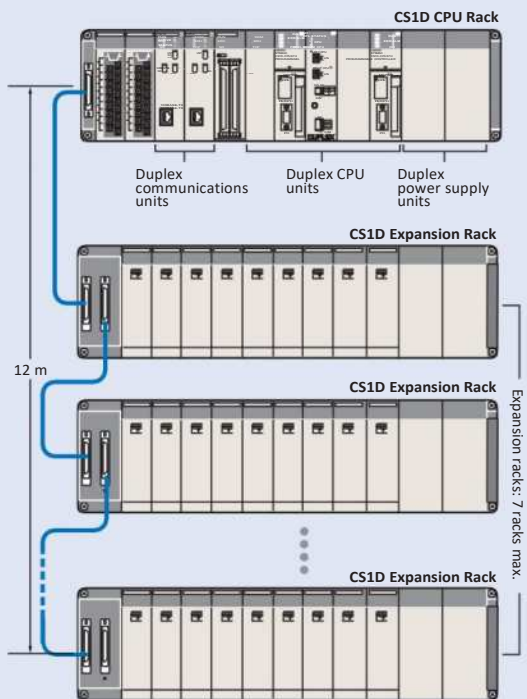 CS1D CPU Rack
Duplex
communications
units
Duplex CPU
units
Duplex
power supply
units
CS1D Expansion Rack
12 m
CS1D Expansion Rack
Expansion racks: 7 racks max.
CS1D Expansion Rack